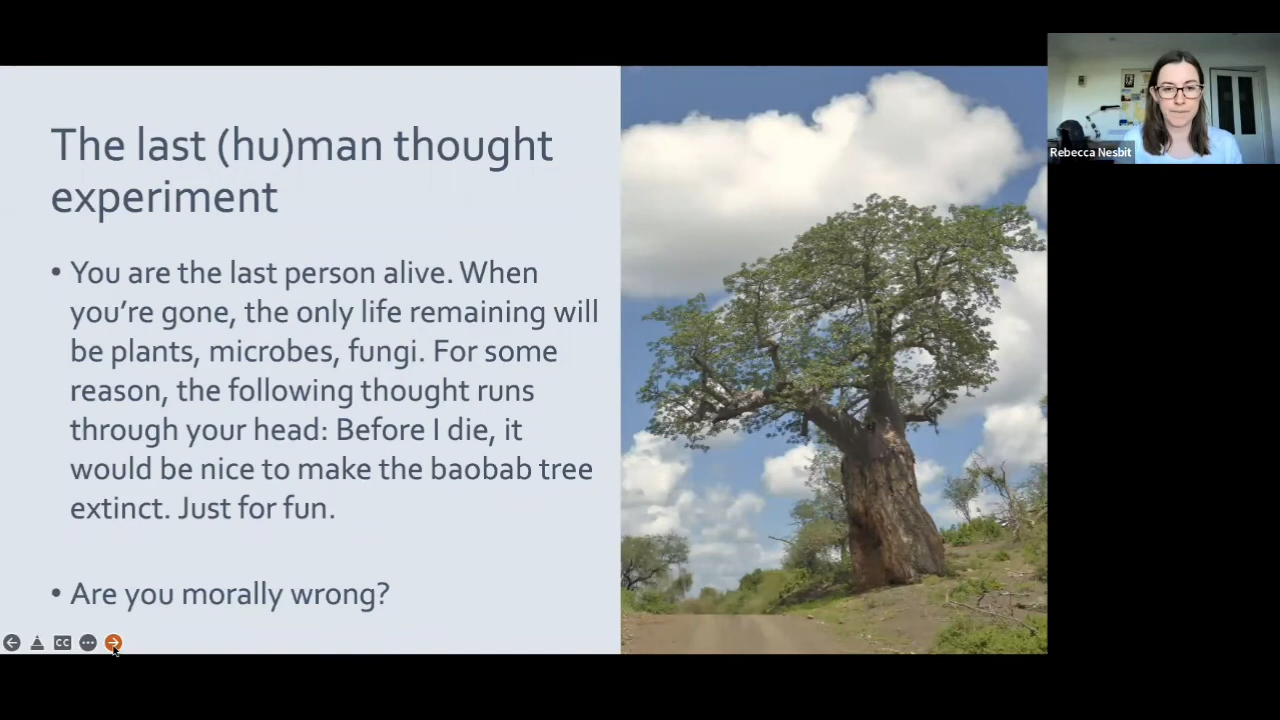 The last (hu)man thought
experiment
• You are the last person alive. When
you’re gone, the only life remaining will
be plants, microbes, fungi. For some
reason, the following thought runs
through your head: Before I die, it
would be nice to make the baobab tree
extinct. Just for fun.
• Are you morally wrong?
CC
Rebecca Nesbit